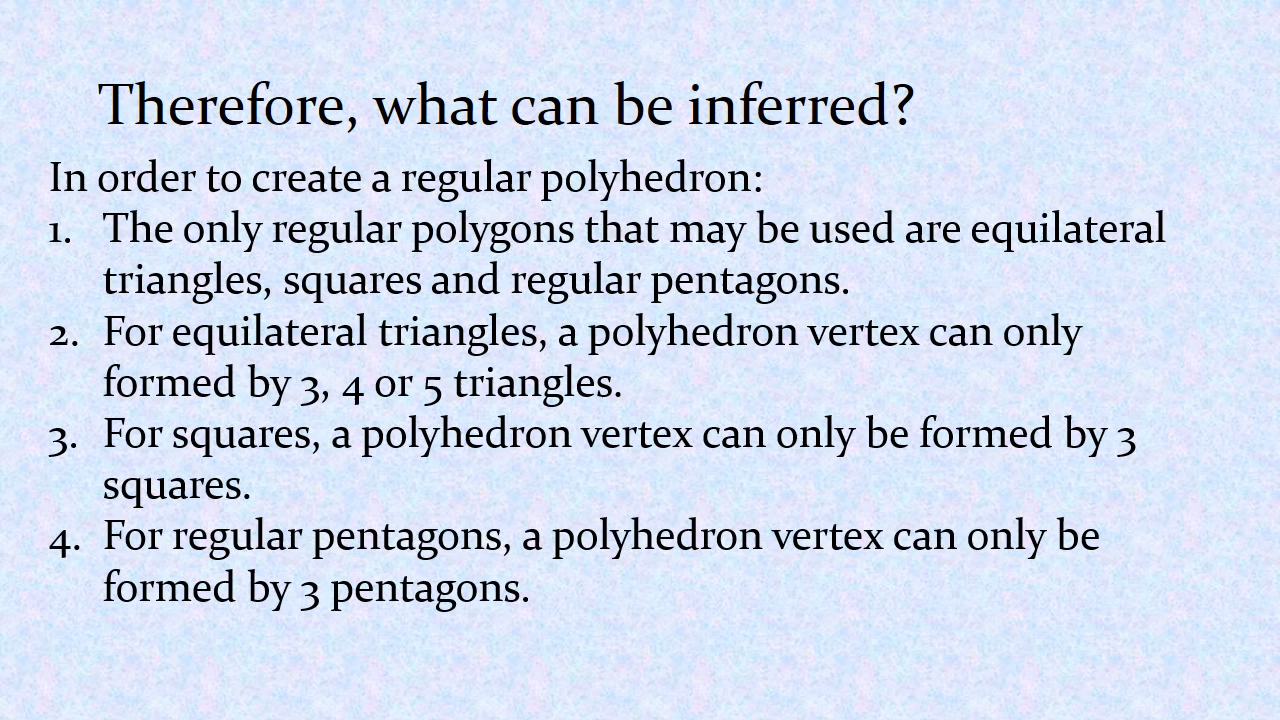 Therefore, what can be inferred?
In order to create a regular polyhedron:
1. The only regular polygons that may be used are equilateral
triangles, squares and regular pentagons.
2. For equilateral triangles, a polyhedron vertex can only
formed by 3, 4 or 5 triangles.
3. For squares, a polyhedron vertex can only be formed by 3
squares.
4. For regular pentagons, a polyhedron vertex can only be
formed by 3 pentagons.